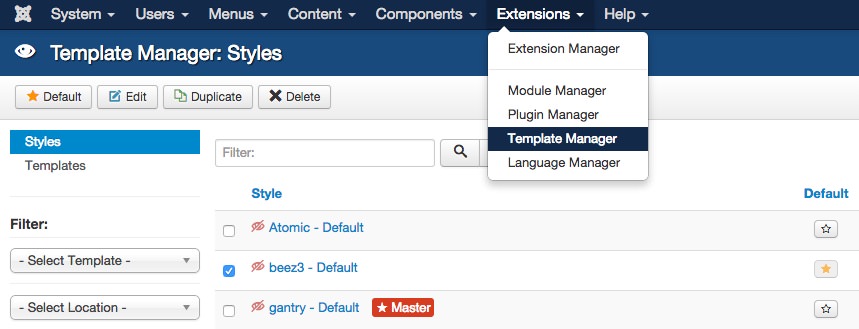 System Users Menus Content Components Extensions Help
Template Manager: Styles
Extension Manager
Module Manager
Plugin Manager
Template Manager
Language Manager
Default Edit Duplicate Delete
Styles
Templates
Filter:
Style Default
Filter:
- Select Template -
- Select Location -
Atomic - Default
beez3 - Default
gantry - Default Master